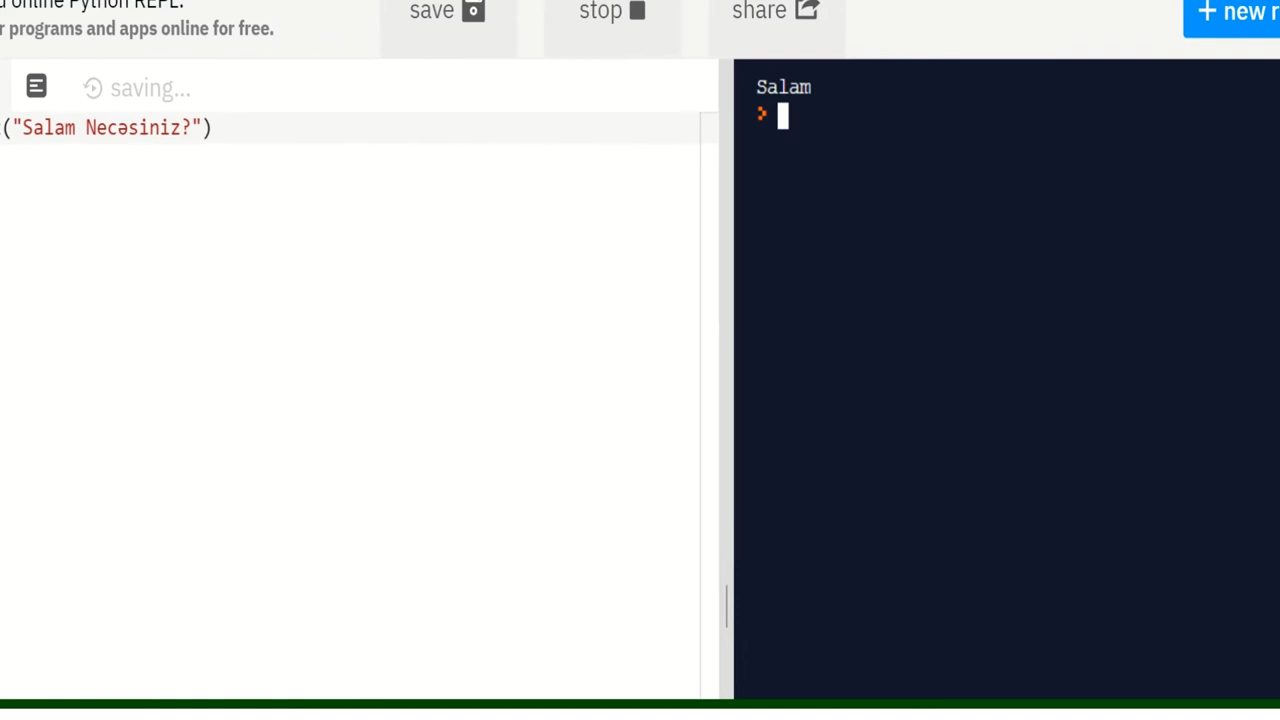 online Python REPL.
programs and apps online for free.
save
stop
share
+ new
saving...
("Salam Necəsiniz?")
Salam
>